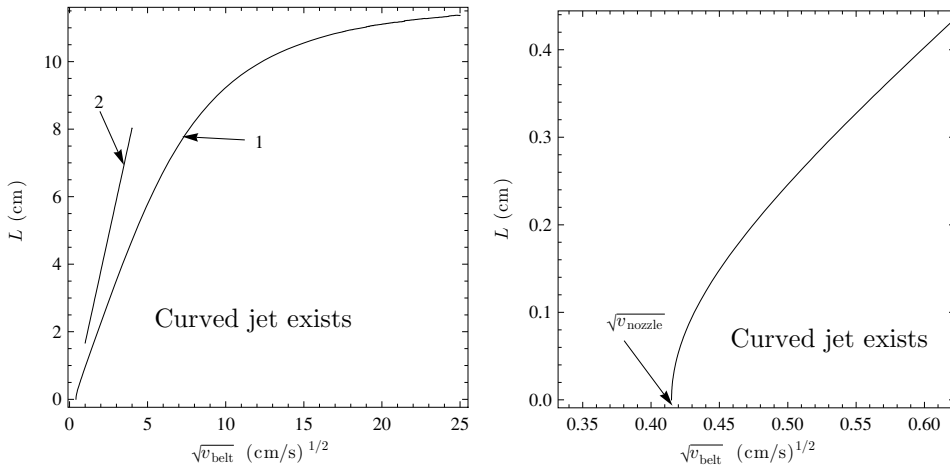 10
8
6
4
2
0
L (cm)
2
1
Curved jet exists
0 5 10 15 20 25
√v_belt (cm/s)^1/2
0.4
0.3
0.2
0.1
0.0
L (cm)
√v_nozzle
Curved jet exists
0.35 0.40 0.45 0.50 0.55 0.60
√v_belt (cm/s)^1/2